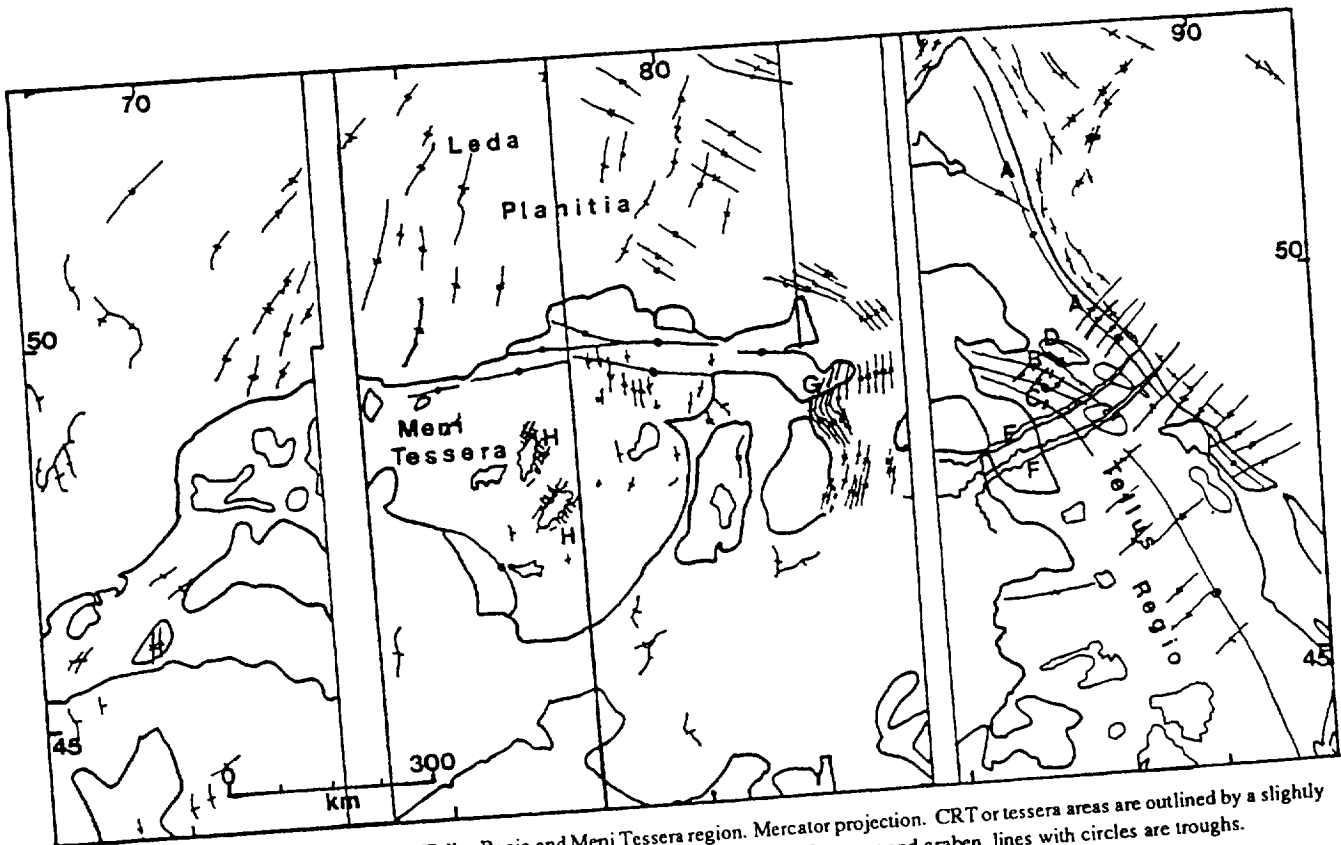 70
80
90
Leda
Planitia
A
50
50
A
D
B
C
G
E
F
Meni
Tessera
H
H
Tellus
Regio
45
45
0
300
km
Regio and Meni Tessera region. Mercator projection. CRT or tessera areas are outlined by a slightly
and graben, lines with circles are troughs.